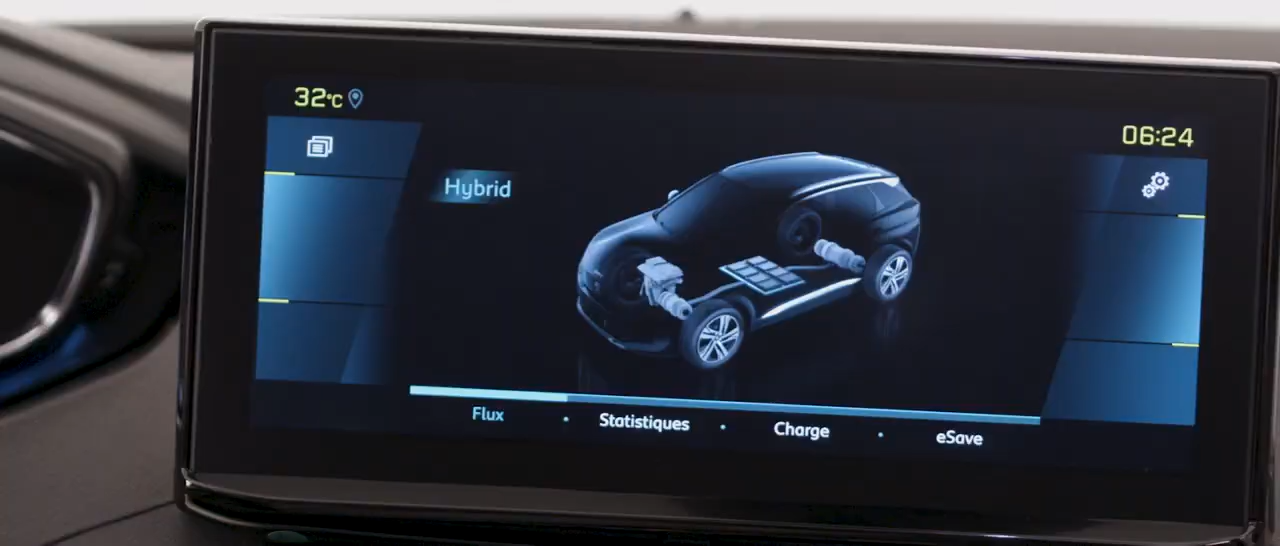 32°C
06:24
Hybrid
Flux • Statistiques • Charge • eSave